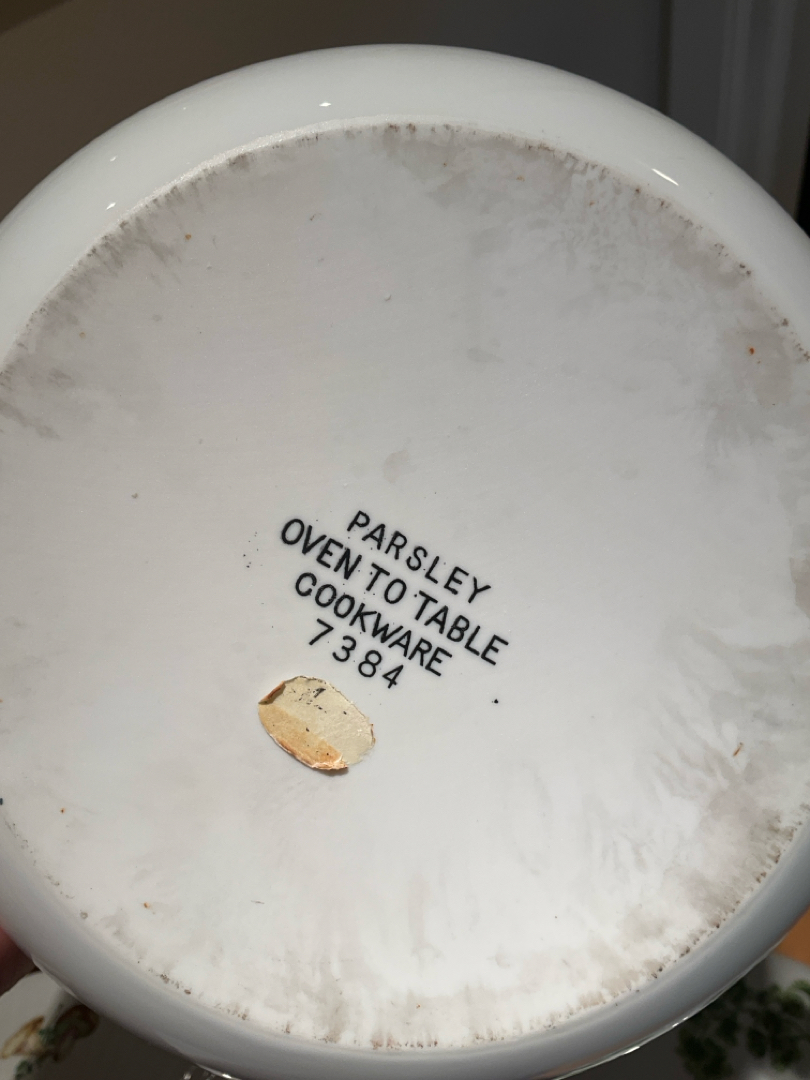 PARSLEY
OVEN TO TABLE
COOKWARE
7384